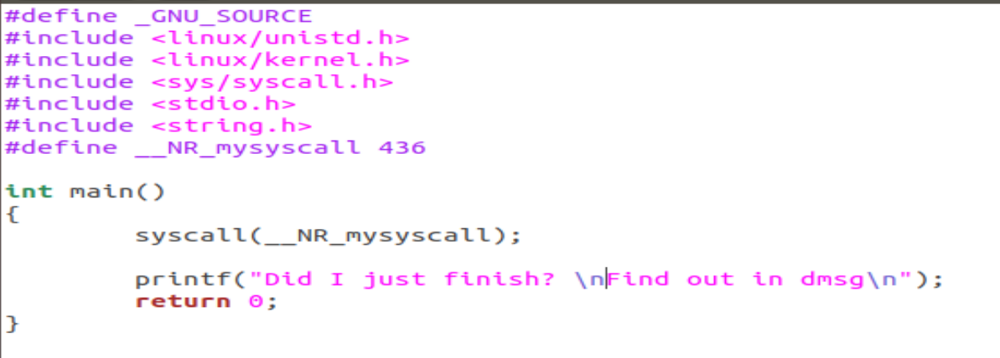 #define _GNU_SOURCE
#include <linux/unistd.h>
#include <linux/kernel.h>
#include <sys/syscall.h>
#include <stdio.h>
#include <string.h>
#define __NR_mysyscall 436
int main()
{
syscall(__NR_mysyscall);
printf("Did I just finish? \nFind out in dmsg\n");
return 0;
}